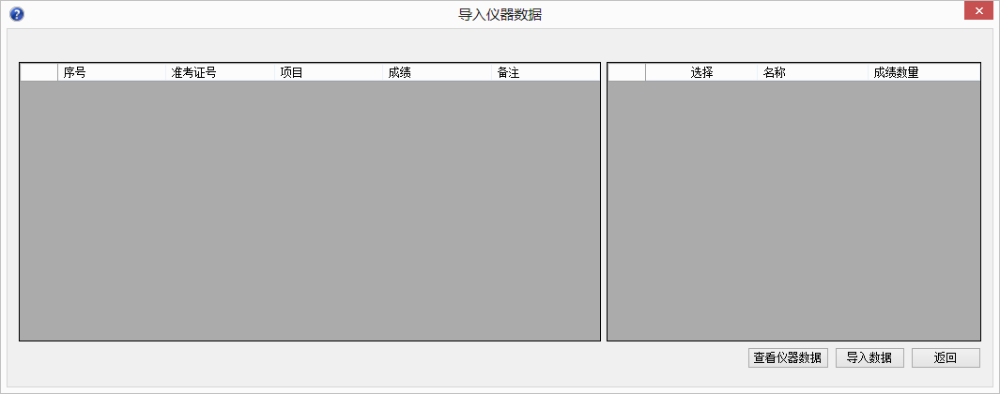 导入仪器数据
序号 准考证号 项目 成绩 备注 选择 名称 成绩数量
查看仪器数据 导入数据 返回